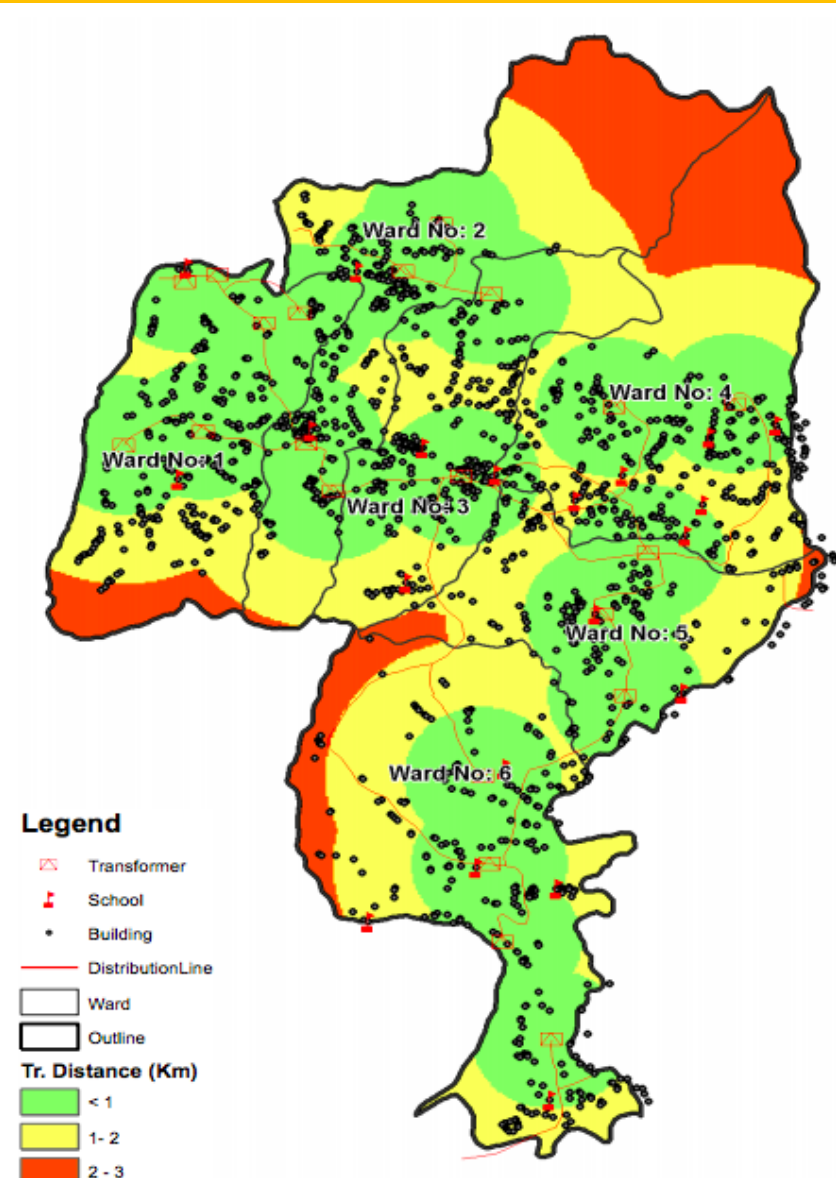 Ward No: 2
Ward No: 4
Ward No: 1
Ward No: 3
Ward No: 5
Ward No: 6
Legend
Transformer
School
Building
DistributionLine
Ward
Outline
Tr. Distance (Km)
< 1
1- 2
2 - 3